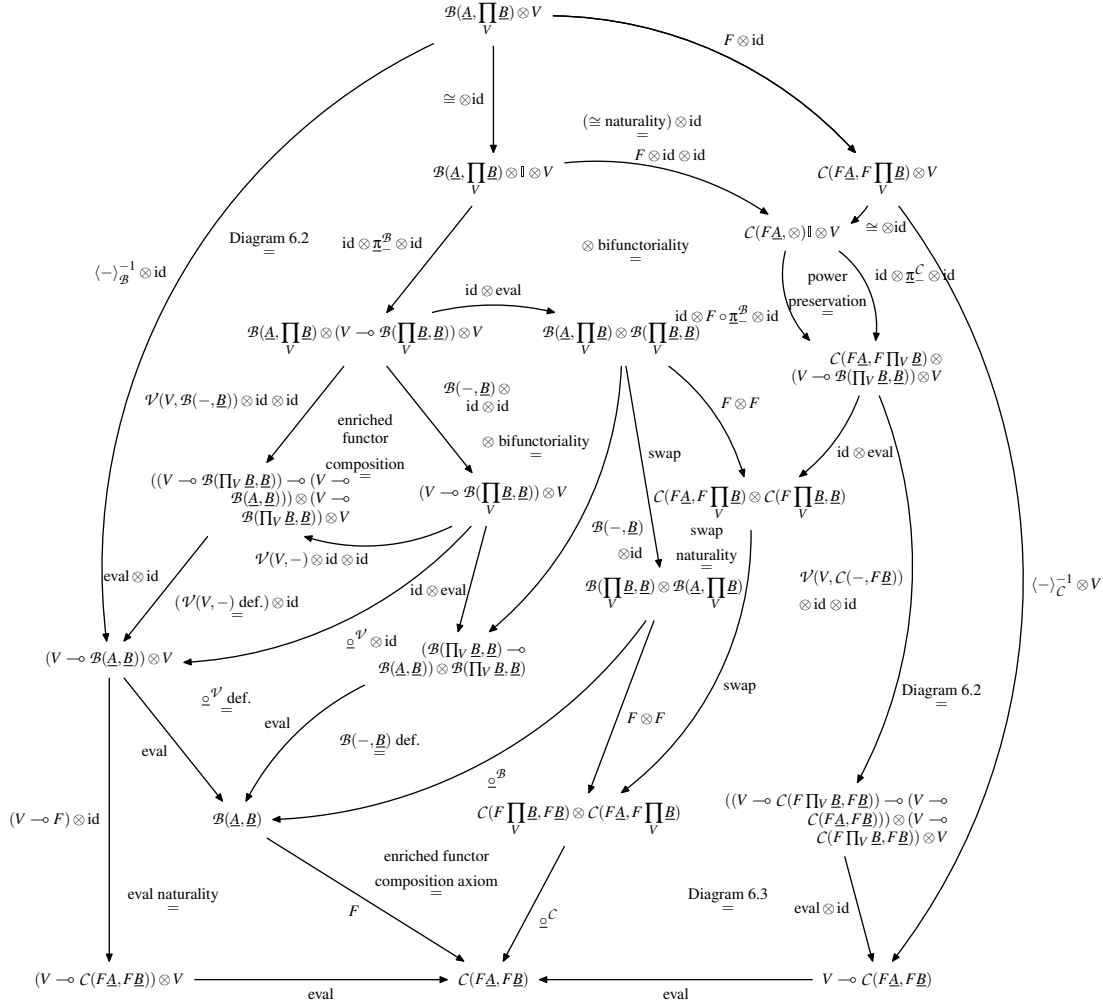 𝓑(A̲, ∏_V B̲) ⊗ V
F ⊗ id
≅ ⊗ id
(≅ naturality) ⊗ id
=
F ⊗ id ⊗ id
𝓑(A̲, ∏_V B̲) ⊗ 𝕀 ⊗ V
𝒞(FA̲, F ∏_V B̲) ⊗ V
𝒞(FA̲, ⊗)𝕀 ⊗ V
≅ ⊗ id
Diagram 6.2
=
id ⊗ π̲_−^𝓑 ⊗ id
⊗ bifunctoriality
=
⟨−⟩_𝓑^{−1} ⊗ id
power
preservation
=
id ⊗ π̲_−^𝒞 ⊗ id
id ⊗ eval
id ⊗ F ∘ π̲_−^𝓑 ⊗ id
𝓑(A̲, ∏_V B̲) ⊗ (V ⊸ 𝓑(∏_V B̲, B̲)) ⊗ V
𝓑(A̲, ∏_V B̲) ⊗ 𝓑(∏_V B̲, B̲)
𝒞(FA̲, F ∏_V B̲) ⊗
(V ⊸ 𝓑(∏_V B̲, B̲)) ⊗ V
𝒱(V, 𝓑(−, B̲)) ⊗ id ⊗ id
𝓑(−, B̲) ⊗
id ⊗ id
F ⊗ F
enriched
functor
composition
=
⊗ bifunctoriality
=
swap
id ⊗ eval
((V ⊸ 𝓑(∏_V B̲, B̲)) ⊸ (V ⊸
𝓑(A̲, B̲))) ⊗ (V ⊸
𝓑(∏_V B̲, B̲)) ⊗ V
(V ⊸ 𝓑(∏_V B̲, B̲)) ⊗ V
𝒞(FA̲, F ∏_V B̲) ⊗ 𝒞(F ∏_V B̲, B̲)
𝓑(−, B̲)
⊗ id
swap
naturality
=
𝒱(V, −) ⊗ id ⊗ id
eval ⊗ id
id ⊗ eval
𝓑(∏_V B̲, B̲) ⊗ 𝓑(A̲, ∏_V B̲)
𝒱(V, 𝒞(−, FB̲))
⊗ id ⊗ id
⟨−⟩_𝒞^{−1} ⊗ V
(𝒱(V, −) def.) ⊗ id
=
∘̲^𝒱 ⊗ id
(V ⊸ 𝓑(A̲, B̲)) ⊗ V
(𝓑(∏_V B̲, B̲) ⊸
𝓑(A̲, B̲)) ⊗ 𝓑(∏_V B̲, B̲)
∘̲^𝒱 def.
=
swap
Diagram 6.2
=
F ⊗ F
eval
eval
𝓑(−, B̲) def.
=
∘̲^𝓑
(V ⊸ F) ⊗ id
𝓑(A̲, B̲)
𝒞(F ∏_V B̲, FB̲) ⊗ 𝒞(FA̲, F ∏_V B̲)
((V ⊸ 𝒞(F ∏_V B̲, FB̲)) ⊸ (V ⊸
𝒞(FA̲, FB̲))) ⊗ (V ⊸
𝒞(F ∏_V B̲, FB̲)) ⊗ V
eval naturality
=
enriched functor
composition axiom
=
Diagram 6.3
=
F
∘̲^𝒞
eval ⊗ id
(V ⊸ 𝒞(FA̲, FB̲)) ⊗ V
𝒞(FA̲, FB̲)
V ⊸ 𝒞(FA̲, FB̲)
eval
eval